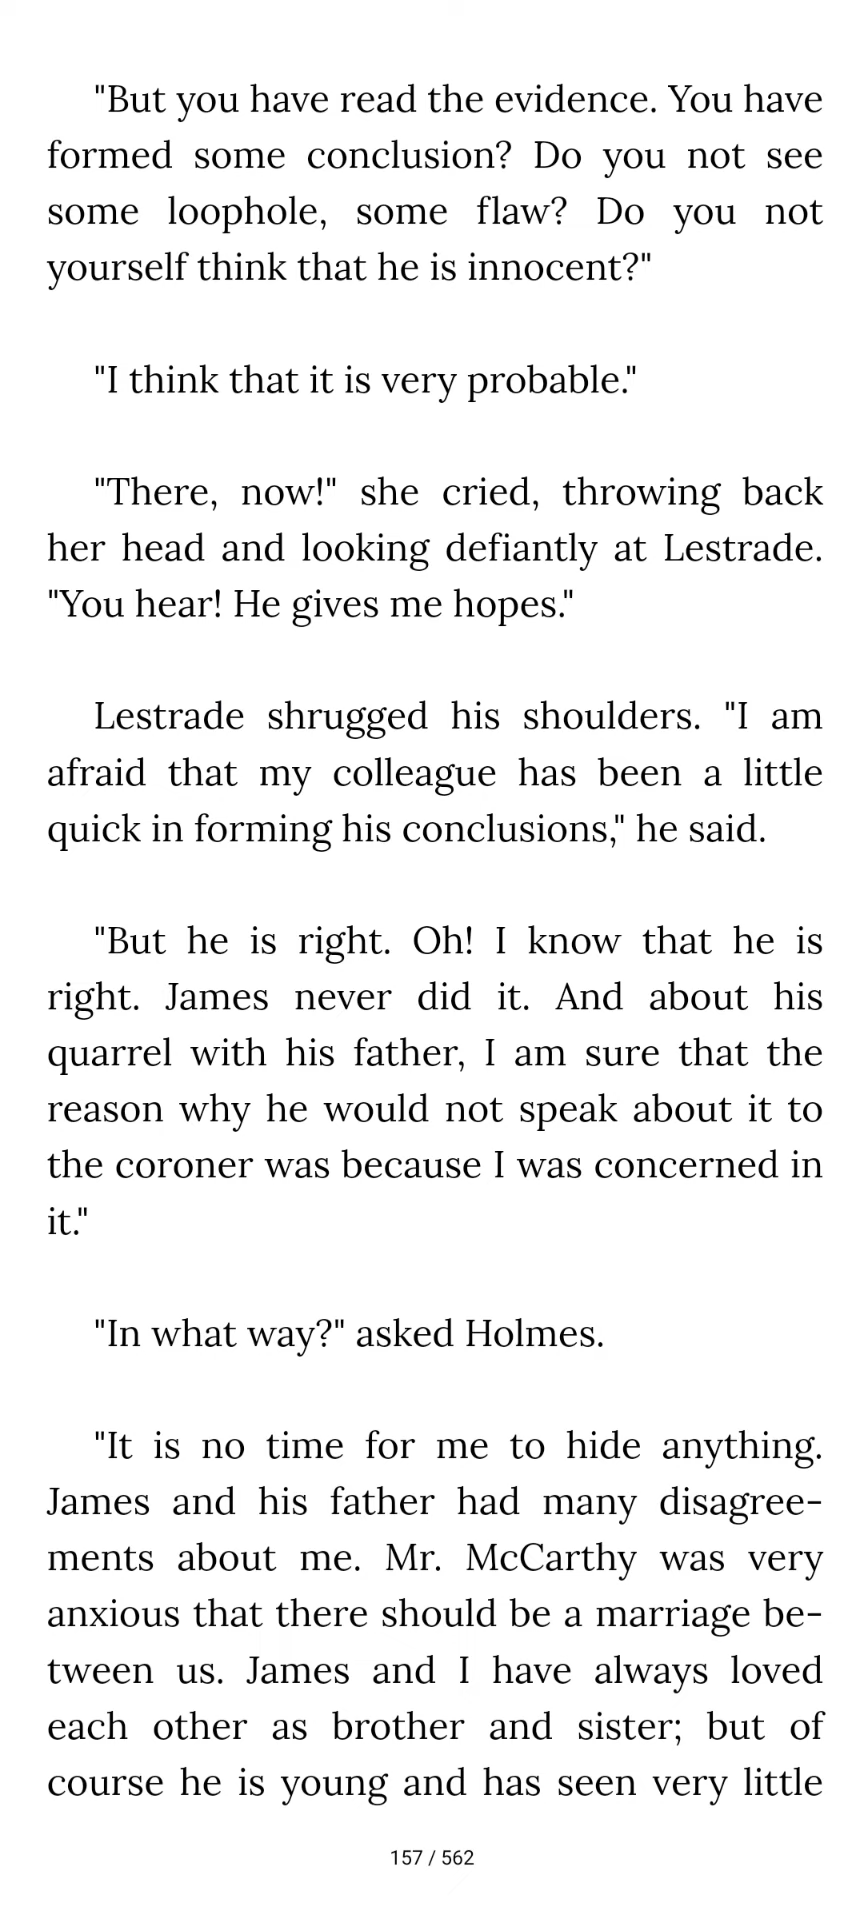 "But you have read the evidence. You have
formed some conclusion? Do you not see
some loophole, some flaw? Do you not
yourself think that he is innocent?"
"I think that it is very probable."
"There, now!" she cried, throwing back
her head and looking defiantly at Lestrade.
"You hear! He gives me hopes."
Lestrade shrugged his shoulders. "I am
afraid that my colleague has been a little
quick in forming his conclusions," he said.
"But he is right. Oh! I know that he is
right. James never did it. And about his
quarrel with his father, I am sure that the
reason why he would not speak about it to
the coroner was because I was concerned in
it."
"In what way?" asked Holmes.
"It is no time for me to hide anything.
James and his father had many disagree-
ments about me. Mr. McCarthy was very
anxious that there should be a marriage be-
tween us. James and I have always loved
each other as brother and sister; but of
course he is young and has seen very little
157 / 562